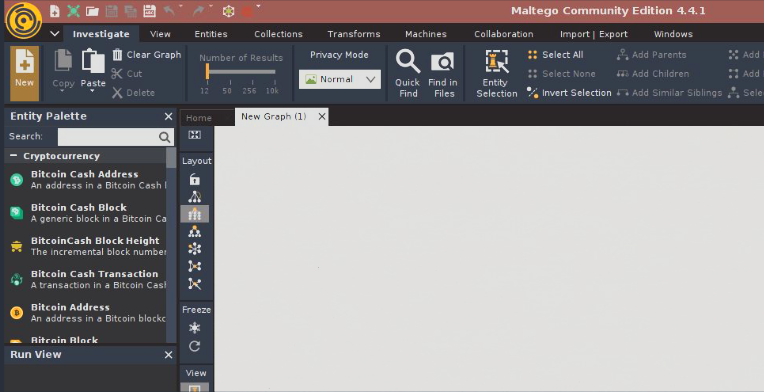 Maltego Community Edition 4.4.1
Investigate View Entities Collections Transforms Machines Collaboration Import | Export Windows
New
Copy
Paste
Clear Graph
Cut
Delete
Number of Results
12 50 256 10k
Privacy Mode
Normal
Quick
Find
Find in
Files
Entity
Selection
Select All
Select None
Invert Selection
Add Parents
Add Children
Add Similar Siblings
Add
Add
Sele
Entity Palette
Search:
Cryptocurrency
Bitcoin Cash Address
An address in a Bitcoin Cash
Bitcoin Cash Block
A generic block in a Bitcoin Ca
BitcoinCash Block Height
The incremental block number
Bitcoin Cash Transaction
A transaction in a Bitcoin Cash
Bitcoin Address
An address in a Bitcoin blockc
Bitcoin Block
Run View
Home
New Graph (1)
Layout
Freeze
View